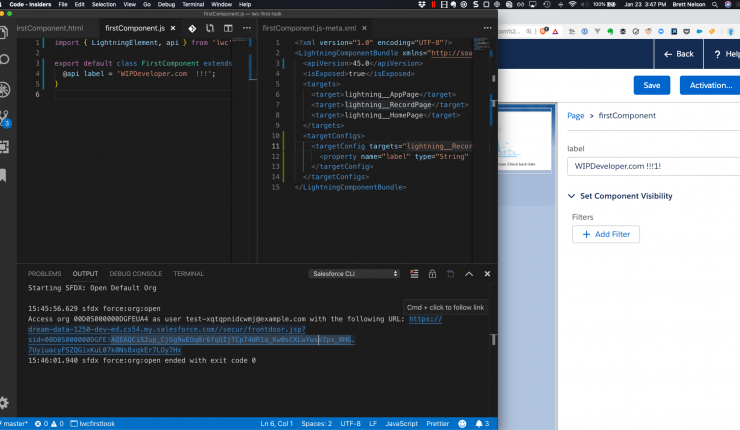 Code - Insiders File Edit Selection View Go Debug Terminal Window Help
100% Jan 23 3:47 PM Brett Nelson
firstComponent.js — lwc-first-look
firstComponent.html
firstComponent.js
firstComponent.js-meta.xml
1 import { LightningElement, api } from 'lwc'
2
3 export default class FirstComponent extends
4 @api label = 'WIPDeveloper.com !!!';
5 }
6
1 <?xml version="1.0" encoding="UTF-8"?>
2 <LightningComponentBundle xmlns="http://soa
3 <apiVersion>45.0</apiVersion>
4 <isExposed>true</isExposed>
5 <targets>
6 <target>lightning__AppPage</target>
7 <target>lightning__RecordPage</target>
8 <target>lightning__HomePage</target>
9 </targets>
10 <targetConfigs>
11 <targetConfig targets="lightning__Recor
12 <property name="label" type="String"
13 </targetConfig>
14 </targetConfigs>
15 </LightningComponentBundle>
PROBLEMS OUTPUT DEBUG CONSOLE TERMINAL Salesforce CLI
Starting SFDX: Open Default Org
15:45:56.629 sfdx force:org:open
Cmd + click to follow link
Access org 00D0S0000000DGFEUA4 as user test-xqtqpnidcwmj@example.com with the following URL: https://
dream-data-1250-dev-ed.cs54.my.salesforce.com//secur/frontdoor.jsp?
15:46:01.940 sfdx force:org:open ended with exit code 0
master* 0 0 lwcfirstlook Ln 6, Col 1 Spaces: 2 UTF-8 LF JavaScript Prettier 3
Back ? Help
Save Activation...
Page > firstComponent
label
WIPDeveloper.com !!!1!
Set Component Visibility
Filters
+ Add Filter